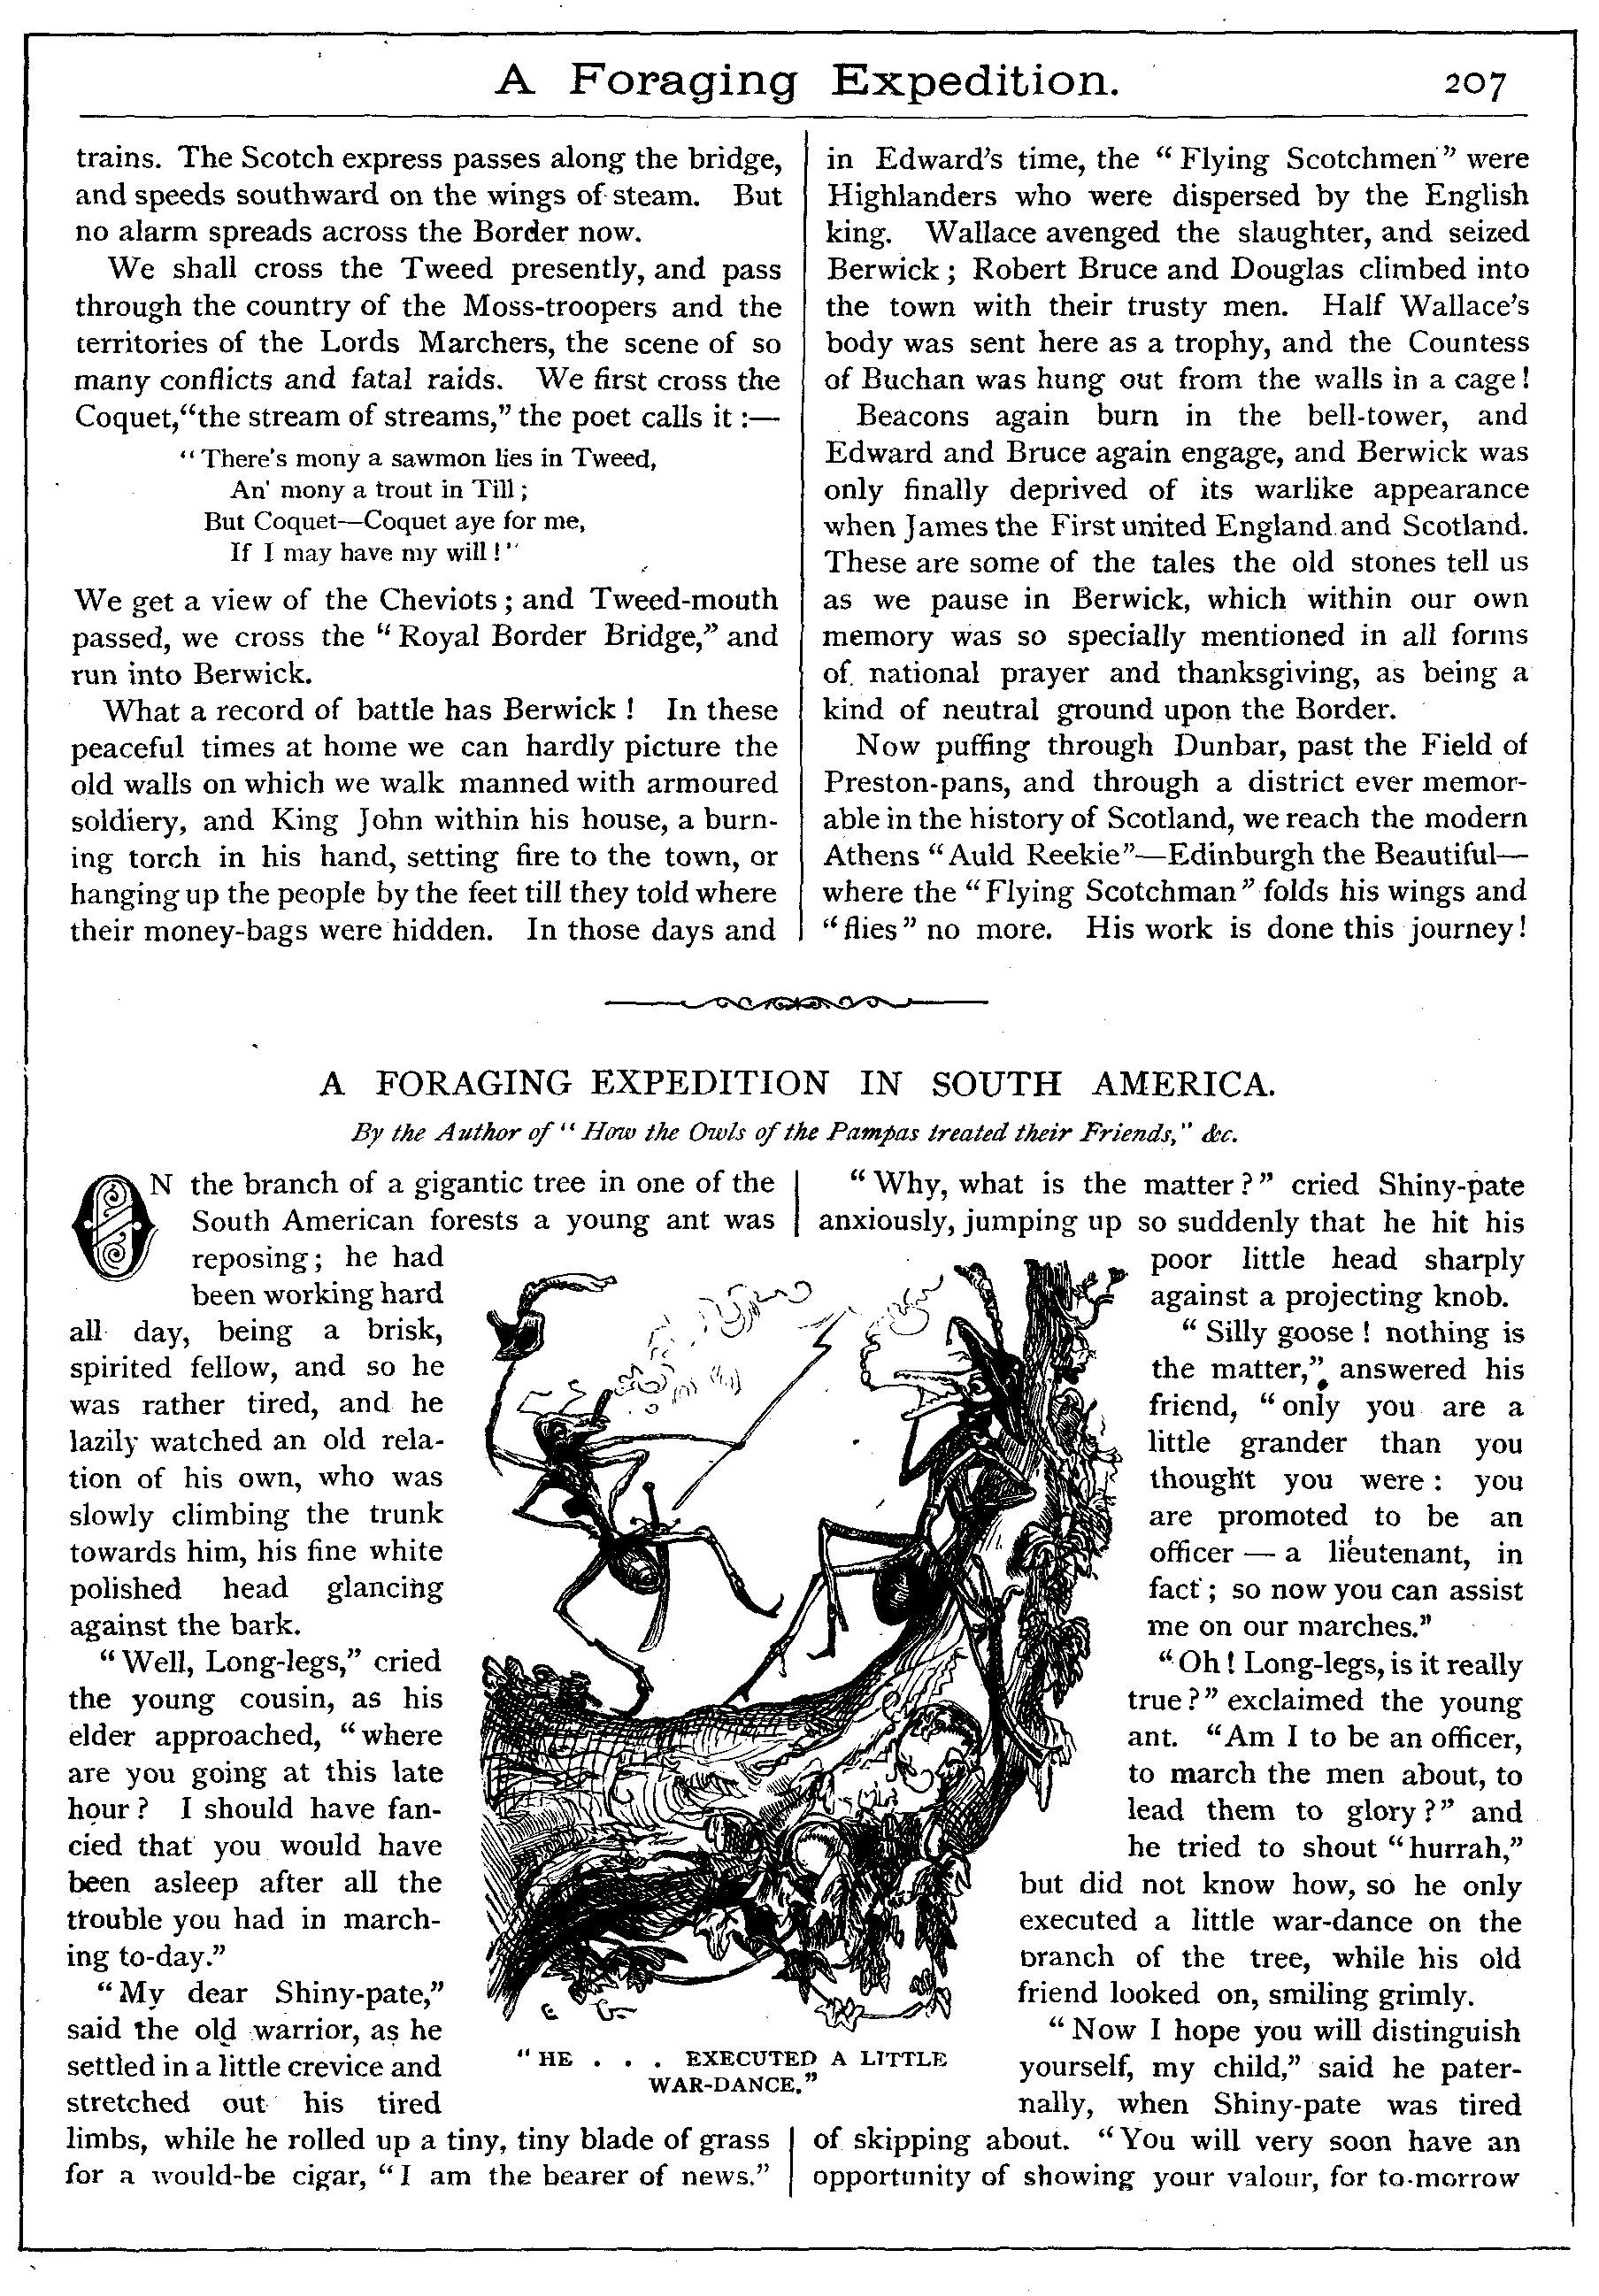 A Foraging Expedition. 207
trains. The Scotch express passes along the bridge,
and speeds southward on the wings of steam. But
no alarm spreads across the Border now.
We shall cross the Tweed presently, and pass
through the country of the Moss-troopers and the
territories of the Lords Marchers, the scene of so
many conflicts and fatal raids. We first cross the
Coquet, “the stream of streams,” the poet calls it :—
“There's mony a sawmon lies in Tweed,
An' mony a trout in Till ;
But Coquet—Coquet aye for me,
If I may have my will !”
We get a view of the Cheviots ; and Tweed-mouth
passed, we cross the “Royal Border Bridge,” and
run into Berwick.
What a record of battle has Berwick ! In these
peaceful times at home we can hardly picture the
old walls on which we walk manned with armoured
soldiery, and King John within his house, a burn-
ing torch in his hand, setting fire to the town, or
hanging up the people by the feet till they told where
their money-bags were hidden. In those days and
in Edward's time, the “Flying Scotchmen” were
Highlanders who were dispersed by the English
king. Wallace avenged the slaughter, and seized
Berwick ; Robert Bruce and Douglas climbed into
the town with their trusty men. Half Wallace's
body was sent here as a trophy, and the Countess
of Buchan was hung out from the walls in a cage !
Beacons again burn in the bell-tower, and
Edward and Bruce again engage, and Berwick was
only finally deprived of its warlike appearance
when James the First united England and Scotland.
These are some of the tales the old stones tell us
as we pause in Berwick, which within our own
memory was so specially mentioned in all forms
of national prayer and thanksgiving, as being a
kind of neutral ground upon the Border.
Now puffing through Dunbar, past the Field of
Preston-pans, and through a district ever memor-
able in the history of Scotland, we reach the modern
Athens “Auld Reekie”—Edinburgh the Beautiful—
where the “Flying Scotchman” folds his wings and
“flies” no more. His work is done this journey !
A FORAGING EXPEDITION IN SOUTH AMERICA.
By the Author of “How the Owls of the Pampas treated their Friends,” &c.
ON the branch of a gigantic tree in one of the
South American forests a young ant was
reposing ; he had
been working hard
all day, being a brisk,
spirited fellow, and so he
was rather tired, and he
lazily watched an old rela-
tion of his own, who was
slowly climbing the trunk
towards him, his fine white
polished head glancing
against the bark.
“Well, Long-legs,” cried
the young cousin, as his
elder approached, “where
are you going at this late
hour ? I should have fan-
cied that you would have
been asleep after all the
trouble you had in march-
ing to-day.”
“My dear Shiny-pate,”
said the old warrior, as he
settled in a little crevice and
stretched out his tired
limbs, while he rolled up a tiny, tiny blade of grass
for a would-be cigar, “I am the bearer of news.”
E G
“HE . . . EXECUTED A LITTLE
WAR-DANCE.”
“Why, what is the matter ?” cried Shiny-pate
anxiously, jumping up so suddenly that he hit his
poor little head sharply
against a projecting knob.
“Silly goose ! nothing is
the matter,” answered his
friend, “only you are a
little grander than you
thought you were : you
are promoted to be an
officer — a lieutenant, in
fact ; so now you can assist
me on our marches.”
“Oh ! Long-legs, is it really
true ?” exclaimed the young
ant. “Am I to be an officer,
to march the men about, to
lead them to glory ?” and
he tried to shout “hurrah,”
but did not know how, so he only
executed a little war-dance on the
branch of the tree, while his old
friend looked on, smiling grimly.
“Now I hope you will distinguish
yourself, my child,” said he pater-
nally, when Shiny-pate was tired
of skipping about. “You will very soon have an
opportunity of showing your valour, for to-morrow